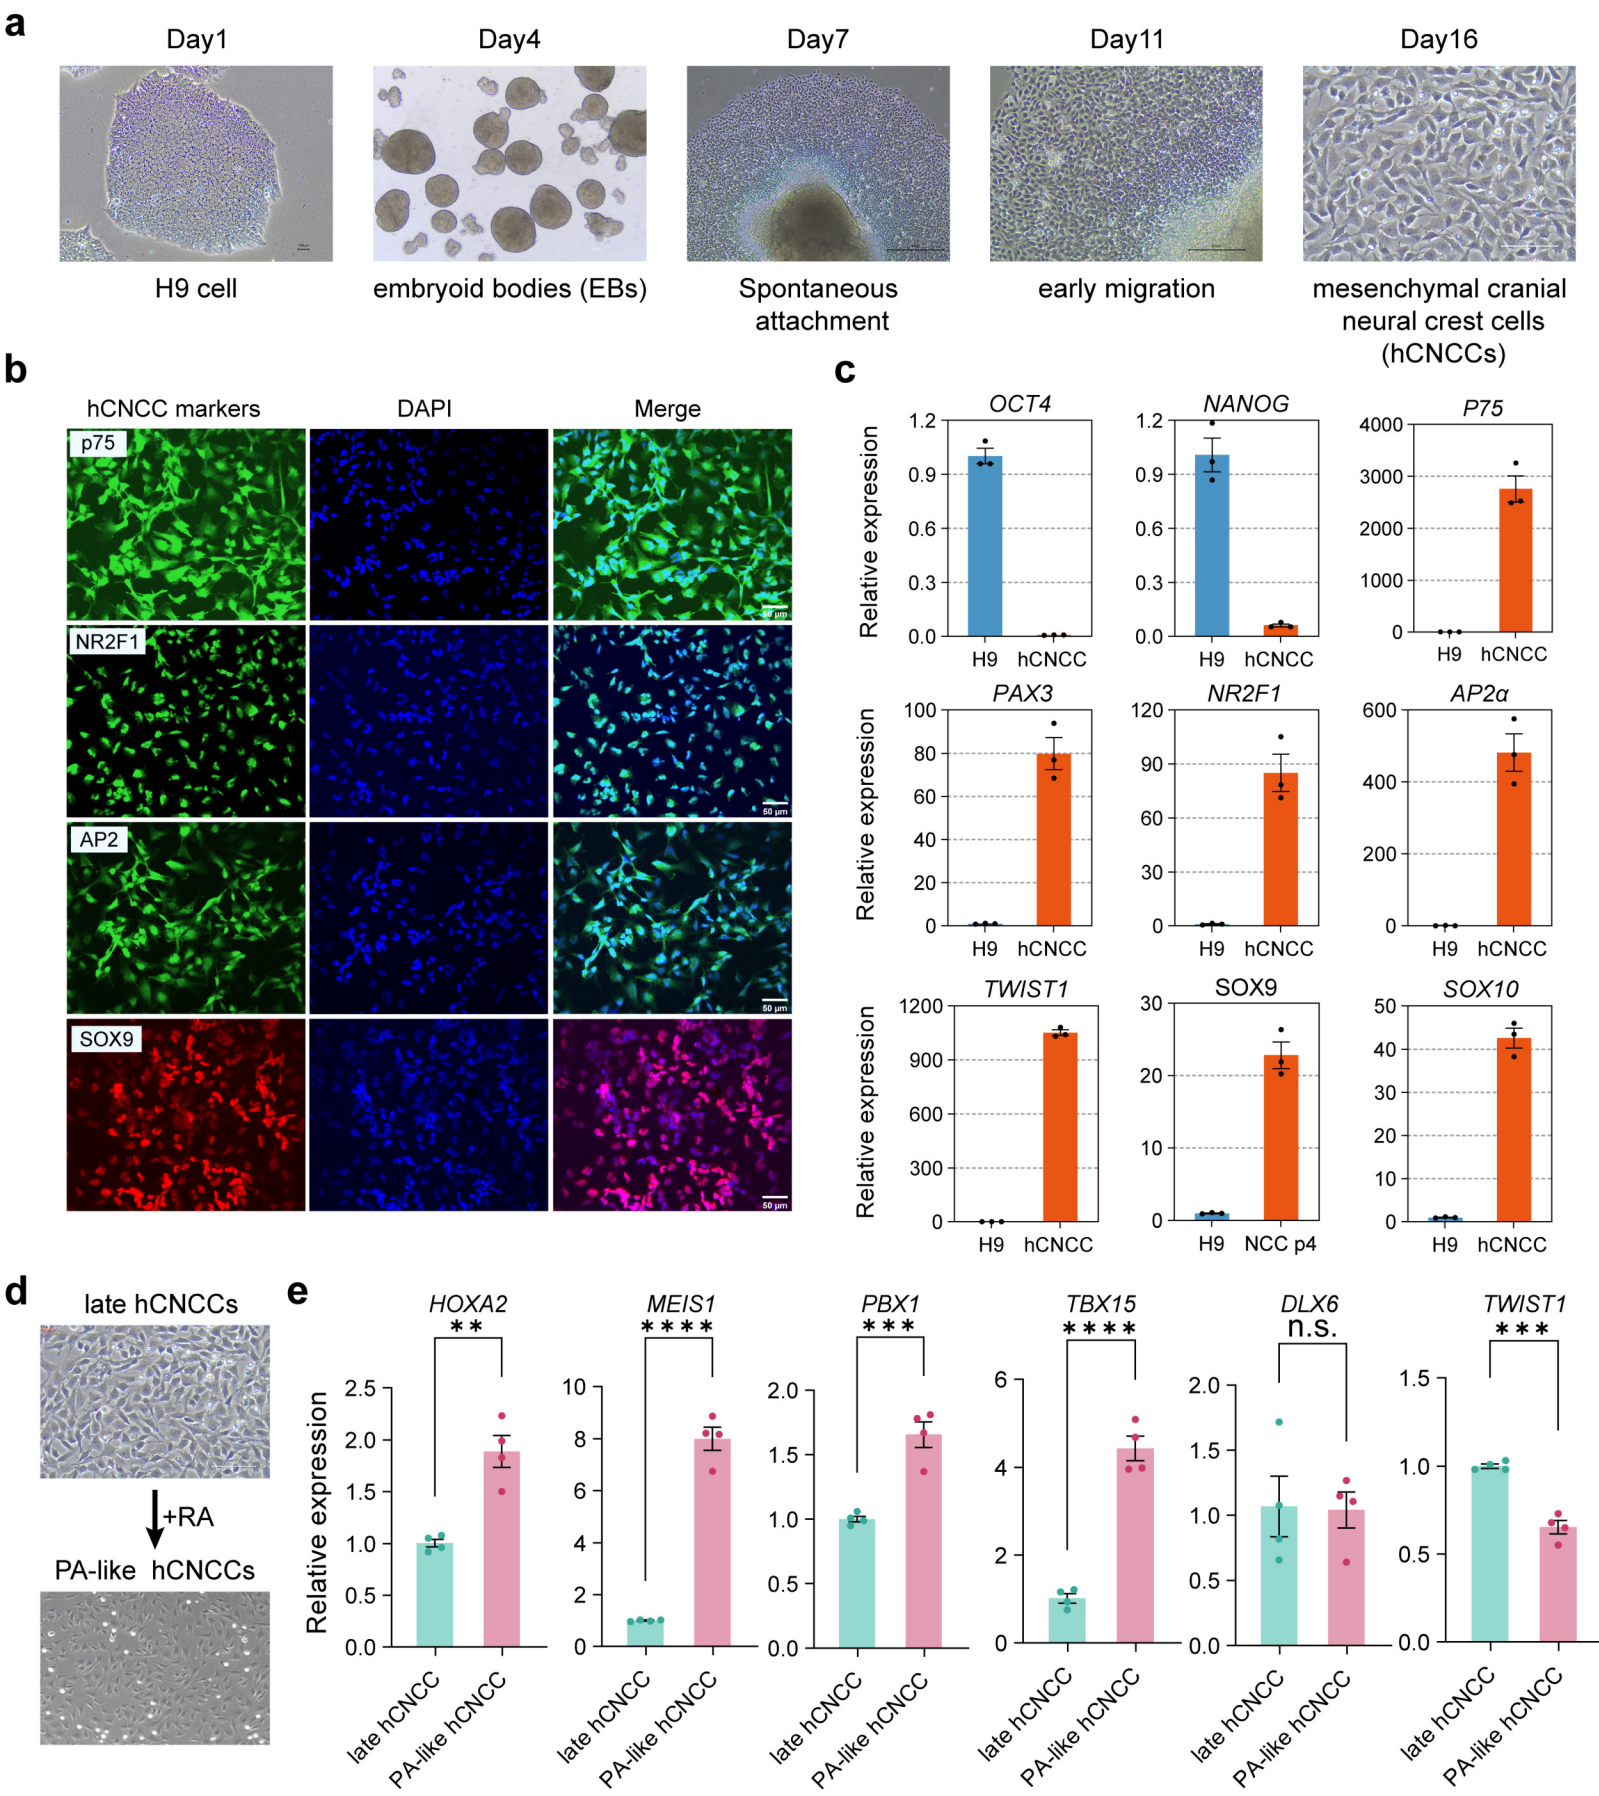 a
Day1
Day4
Day7
Day11
Day16
H9 cell
embryoid bodies (EBs)
Spontaneous
attachment
early migration
mesenchymal cranial
neural crest cells
(hCNCCs)
b
hCNCC markers
DAPI
Merge
p75
50 µm
NR2F1
50 µm
AP2
50 µm
SOX9
50 µm
c
OCT4
Relative expression
1.2
0.9
0.6
0.3
0.0
H9
hCNCC
NANOG
1.2
0.9
0.6
0.3
0.0
H9
hCNCC
P75
4000
3000
2000
1000
0
H9
hCNCC
PAX3
Relative expression
100
80
60
40
20
0
H9
hCNCC
NR2F1
120
90
60
30
0
H9
hCNCC
AP2α
600
400
200
0
H9
hCNCC
TWIST1
Relative expression
1200
900
600
300
0
H9
hCNCC
SOX9
30
20
10
0
H9
NCC p4
SOX10
50
40
30
20
10
0
H9
hCNCC
d
late hCNCCs
+RA
PA-like hCNCCs
e
HOXA2
**
Relative expression
2.5
2.0
1.5
1.0
0.5
0.0
late hCNCC
PA-like hCNCC
MEIS1
****
10
8
6
4
2
0
late hCNCC
PA-like hCNCC
PBX1
***
2.0
1.5
1.0
0.5
0.0
late hCNCC
PA-like hCNCC
TBX15
****
6
4
2
0
late hCNCC
PA-like hCNCC
DLX6
n.s.
2.0
1.5
1.0
0.5
0.0
late hCNCC
PA-like hCNCC
TWIST1
***
1.5
1.0
0.5
0.0
late hCNCC
PA-like hCNCC